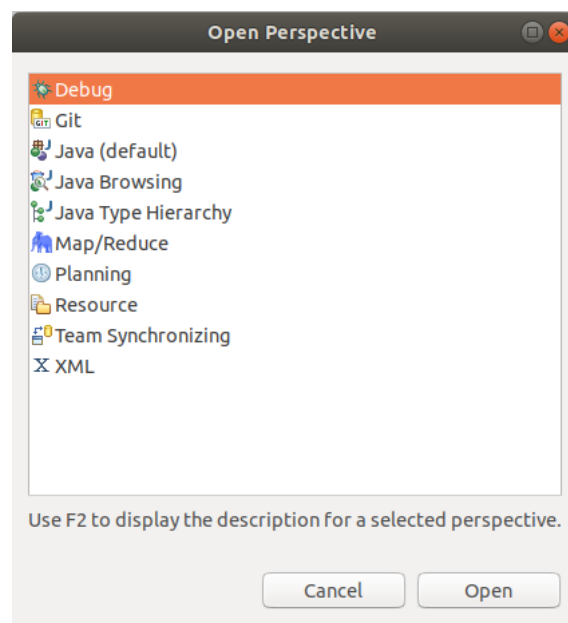 Open Perspective
Debug
GIT Git
Java (default)
Java Browsing
Java Type Hierarchy
Map/Reduce
Planning
Resource
Team Synchronizing
X XML
Use F2 to display the description for a selected perspective.
Cancel Open